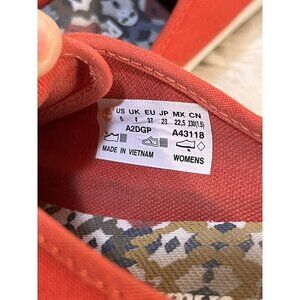 US UK EU JP MX CN
6 4 37 23 22,5 230(1.5)
A2DGP A43118
MADE IN VIETNAM WOMENS